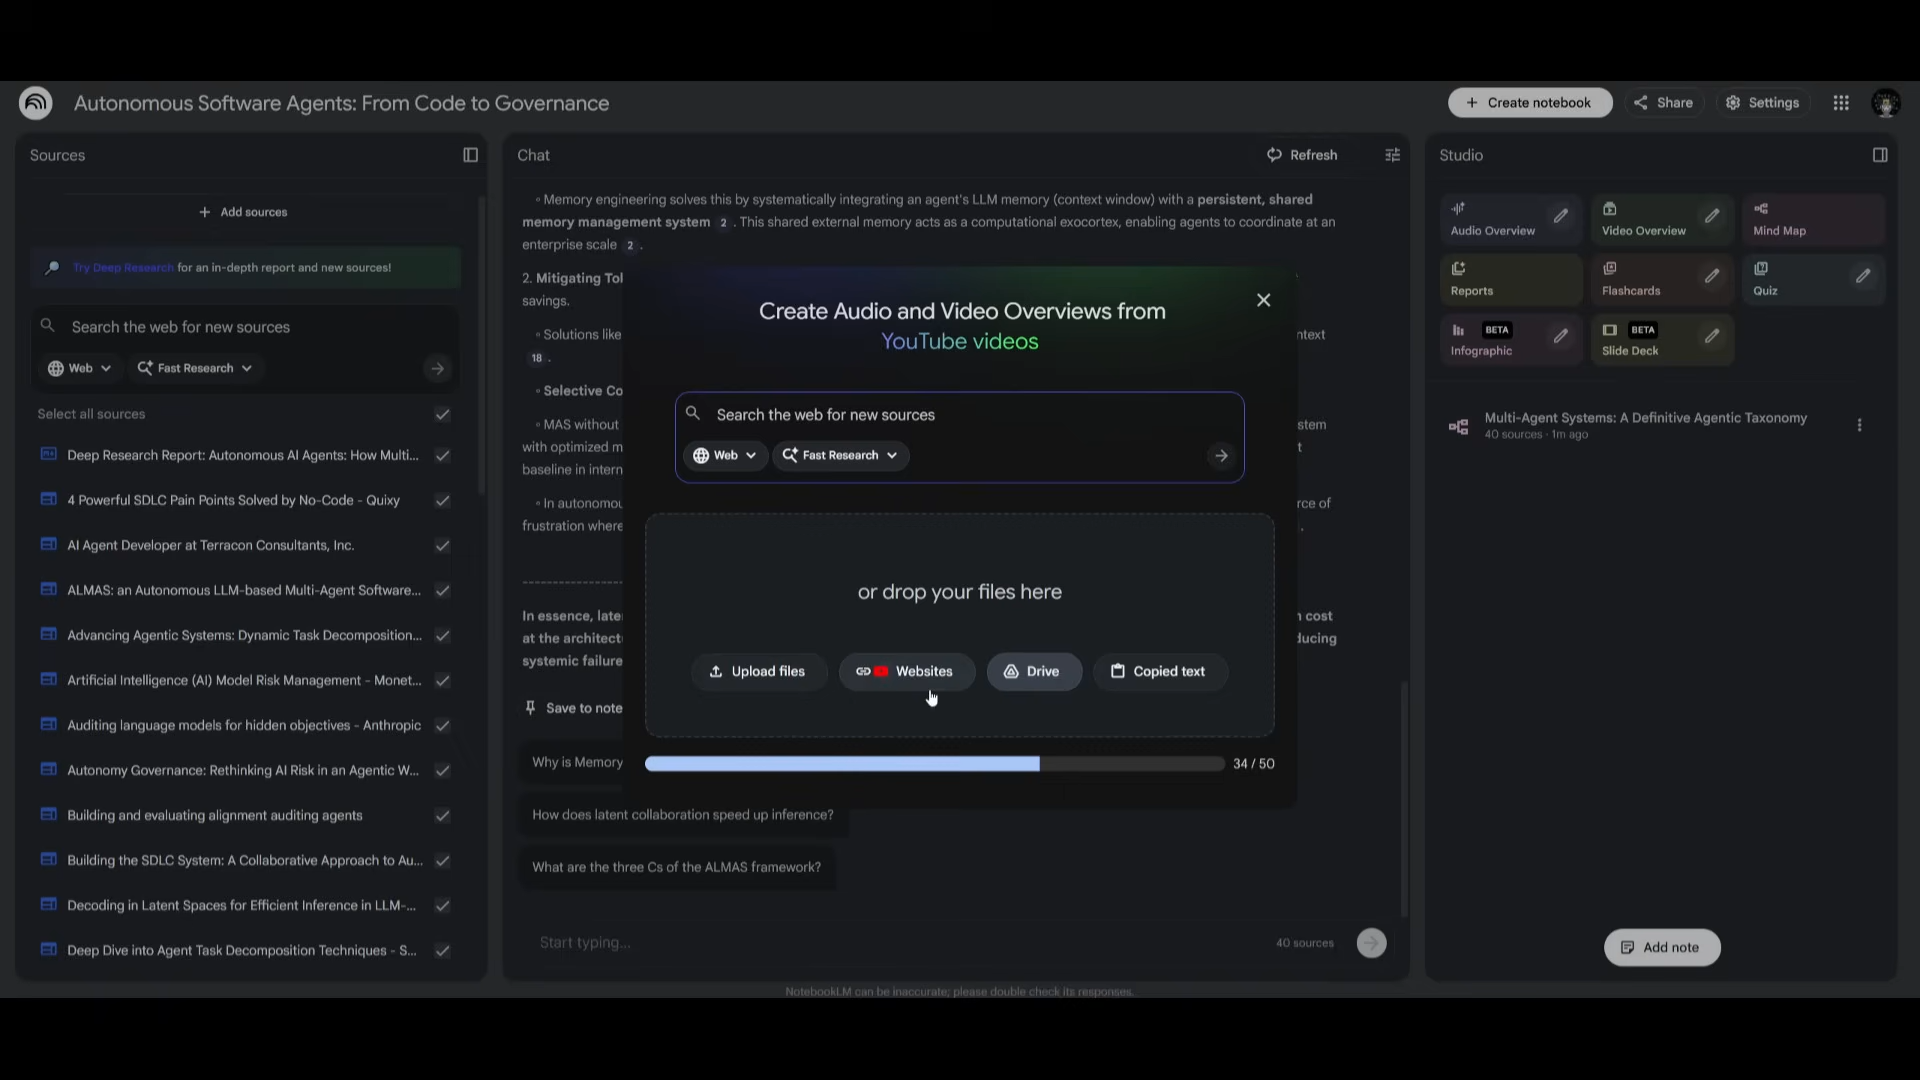 Autonomous Software Agents: From Code to Governance
Create notebook
Share
Settings
Sources
Add sources
Try Deep Research for an in-depth report and new sources!
Search the web for new sources
Web
Fast Research
Select all sources
Deep Research Report: Autonomous AI Agents: How Multi...
4 Powerful SDLC Pain Points Solved by No-Code - Quixy
AI Agent Developer at Terracon Consultants, Inc.
ALMAS: an Autonomous LLM-based Multi-Agent Software...
Advancing Agentic Systems: Dynamic Task Decomposition...
Artificial Intelligence (AI) Model Risk Management - Monet...
Auditing language models for hidden objectives - Anthropic
Autonomy Governance: Rethinking AI Risk in an Agentic W...
Building and evaluating alignment auditing agents
Building the SDLC System: A Collaborative Approach to Au...
Decoding in Latent Spaces for Efficient Inference in LLM-...
Deep Dive into Agent Task Decomposition Techniques - S...
Chat
Refresh
◦ Memory engineering solves this by systematically integrating an agent's LLM memory (context window) with a persistent, shared
memory management system 2 . This shared external memory acts as a computational exocortex, enabling agents to coordinate at an
enterprise scale 2 .
2. Mitigating Tol
savings.
◦ Solutions like
ntext
18 .
◦ Selective Co
◦ MAS without
stem
with optimized m
t
baseline in intern
◦ In autonomou
rce of
frustration where
.
In essence, late
n cost
at the architect
ducing
systemic failure
Save to note
Why is Memory
How does latent collaboration speed up inference?
What are the three Cs of the ALMAS framework?
Start typing...
40 sources
NotebookLM can be inaccurate; please double check its responses.
Create Audio and Video Overviews from
YouTube videos
Search the web for new sources
Web
Fast Research
or drop your files here
Upload files
Websites
Drive
Copied text
34 / 50
Studio
Audio Overview
Video Overview
Mind Map
Reports
Flashcards
Quiz
BETA
Infographic
BETA
Slide Deck
Multi-Agent Systems: A Definitive Agentic Taxonomy
40 sources · 1m ago
Add note